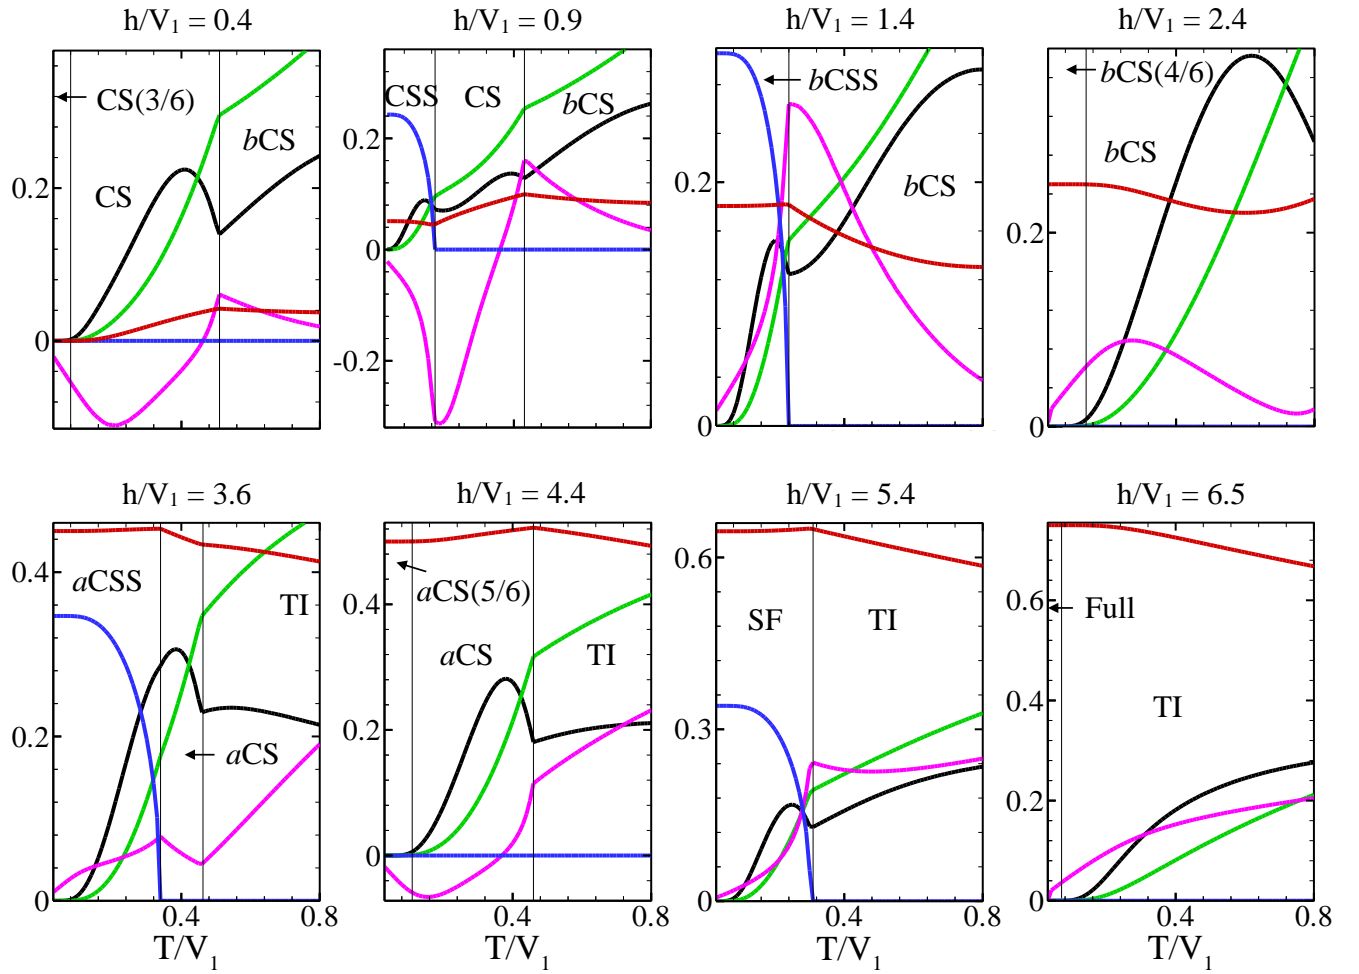 h/V1 = 0.4
h/V1 = 0.9
h/V1 = 1.4
h/V1 = 2.4
CS(3/6)
bCS
CS
0.2
0
CSS
CS
bCS
0.2
0
-0.2
bCSS
bCS
0.2
0
bCS(4/6)
bCS
0.2
0
h/V1 = 3.6
h/V1 = 4.4
h/V1 = 5.4
h/V1 = 6.5
aCSS
TI
aCS
0.4
0.2
0
0.4
0.8
T/V1
aCS(5/6)
aCS
TI
0.4
0.2
0
0.4
0.8
T/V1
SF
TI
0.6
0.3
0
0.4
0.8
T/V1
Full
TI
0.6
0.4
0.2
0
0.4
0.8
T/V1